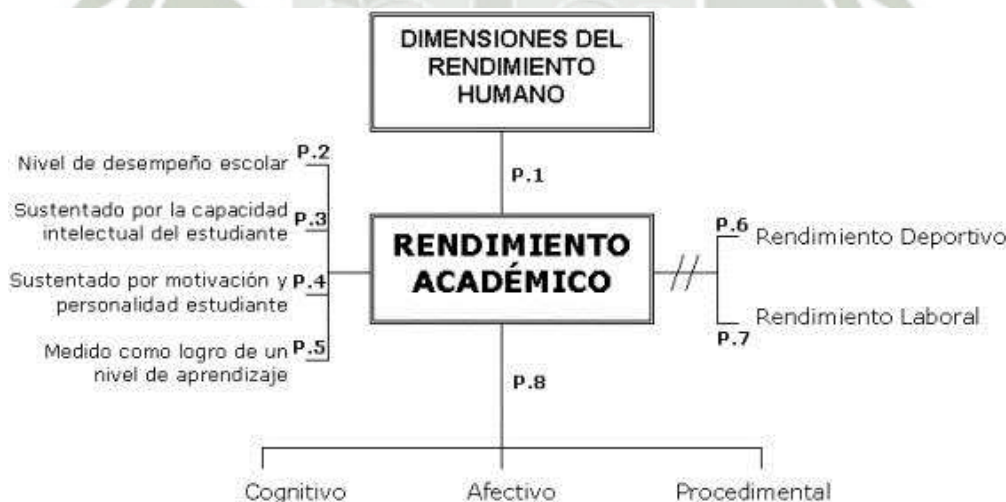 DIMENSIONES DEL
RENDIMIENTO
HUMANO
P.1
Nivel de desempeño escolar
P.2
Sustentado por la capacidad
intelectual del estudiante
P.3
Sustentado por motivación y
personalidad estudiante
P.4
Medido como logro de un
nivel de aprendizaje
P.5
RENDIMIENTO
ACADÉMICO
P.6
Rendimiento Deportivo
Rendimiento Laboral
P.7
P.8
Cognitivo
Afectivo
Procedimental